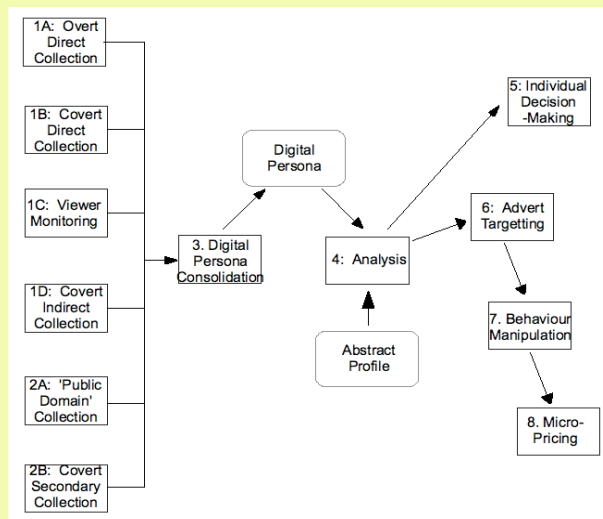 1A: Overt
Direct
Collection
1B: Covert
Direct
Collection
1C: Viewer
Monitoring
1D: Covert
Indirect
Collection
2A: 'Public
Domain'
Collection
2B: Covert
Secondary
Collection
3. Digital
Persona
Consolidation
Digital
Persona
4: Analysis
Abstract
Profile
5: Individual
Decision
-Making
6: Advert
Targetting
7. Behaviour
Manipulation
8. Micro-
Pricing